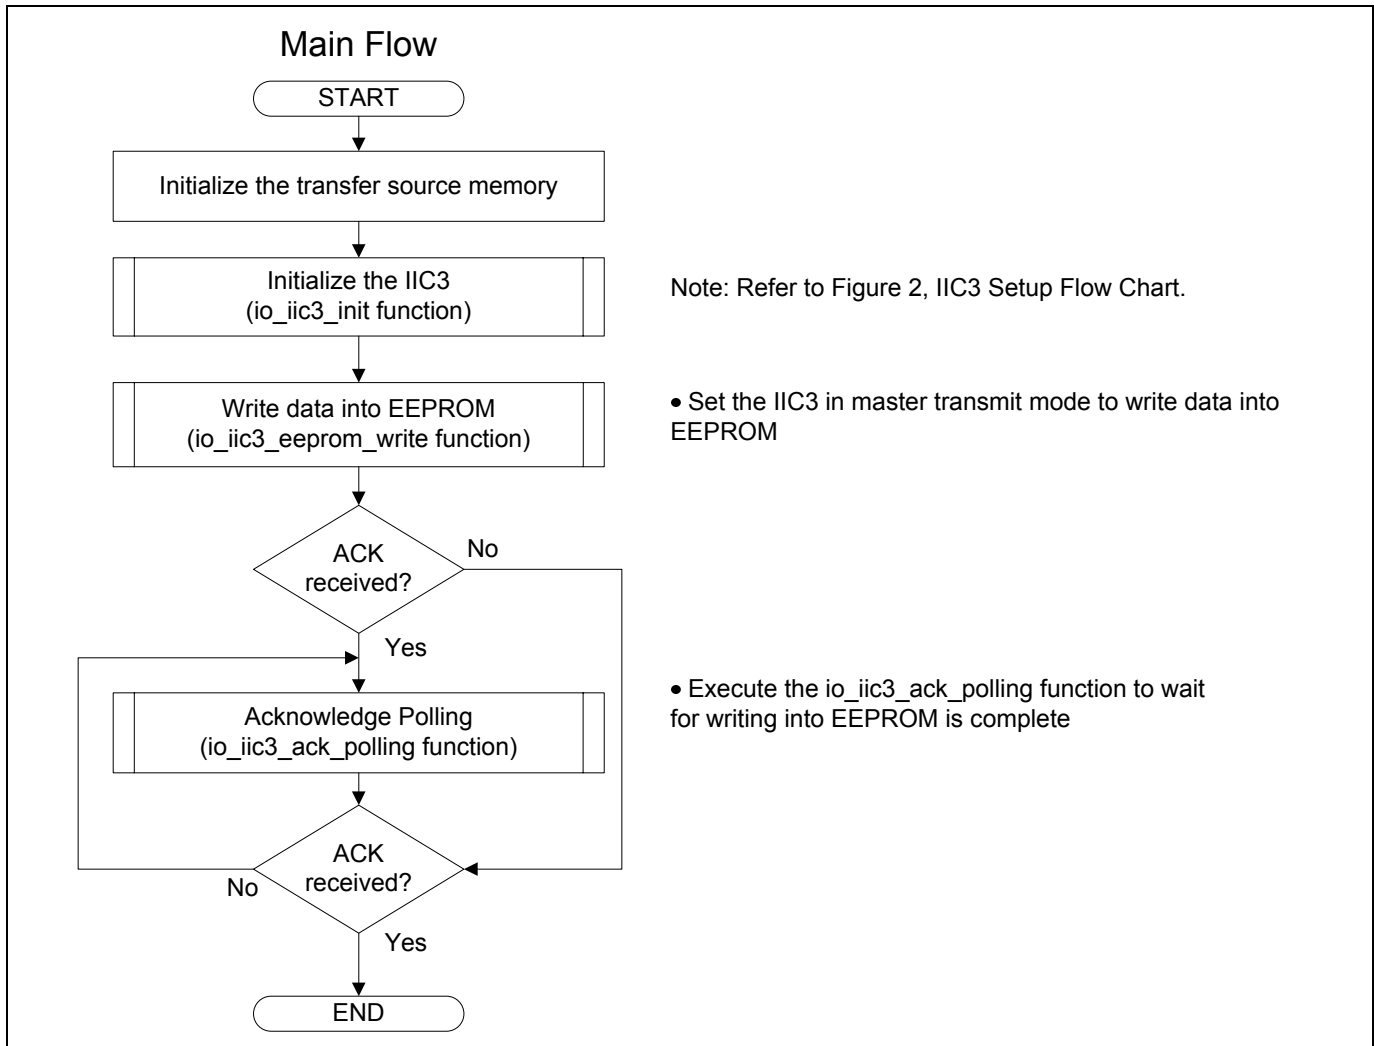 Main Flow
START
Initialize the transfer source memory
Initialize the IIC3
(io_iic3_init function)
Note: Refer to Figure 2, IIC3 Setup Flow Chart.
Write data into EEPROM
(io_iic3_eeprom_write function)
• Set the IIC3 in master transmit mode to write data into
EEPROM
ACK
received?
No
Yes
Acknowledge Polling
(io_iic3_ack_polling function)
• Execute the io_iic3_ack_polling function to wait
for writing into EEPROM is complete
ACK
received?
No
Yes
END